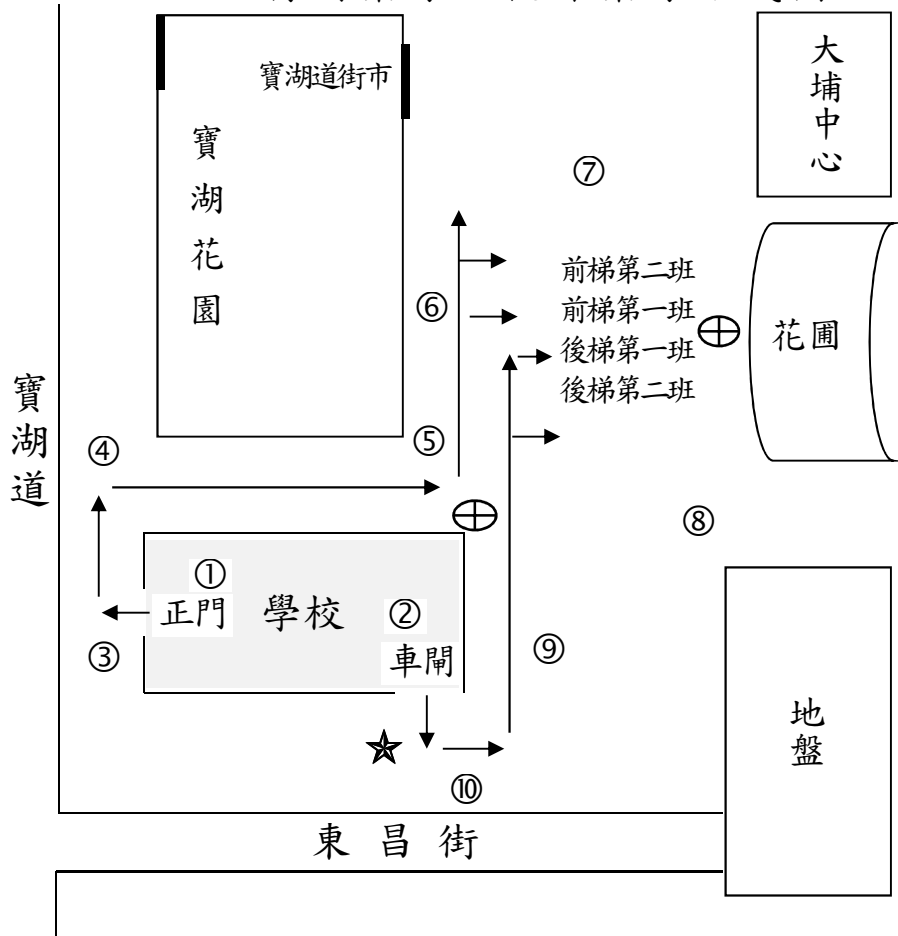 大埔中心
寶湖道街市
寶湖花園
⑦
前梯第二班
前梯第一班
後梯第一班
後梯第二班
⑥
花圃
寶湖道
④
⑤
⑧
①
正門
學校
②
車閘
③
⑨
地盤
⑩
東昌街